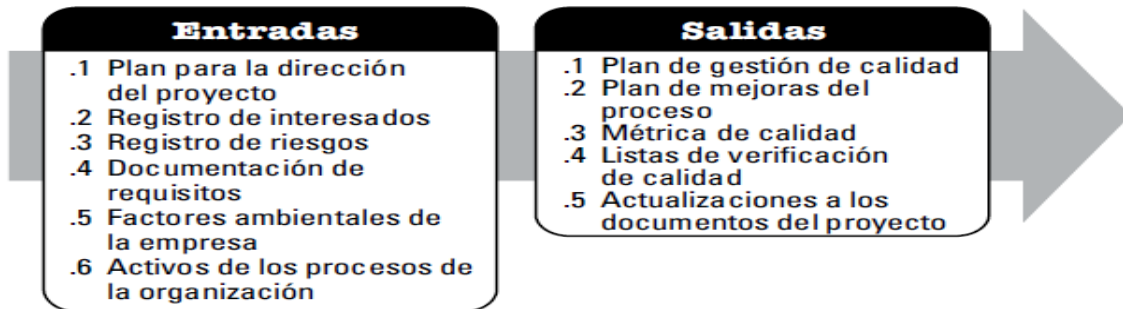 Entradas
.1 Plan para la dirección
del proyecto
.2 Registro de interesados
.3 Registro de riesgos
.4 Documentación de
requisitos
.5 Factores ambientales de
la empresa
.6 Activos de los procesos de
la organización
Salidas
.1 Plan de gestión de calidad
.2 Plan de mejoras del
proceso
.3 Métrica de calidad
.4 Listas de verificación
de calidad
.5 Actualizaciones a los
documentos del proyecto